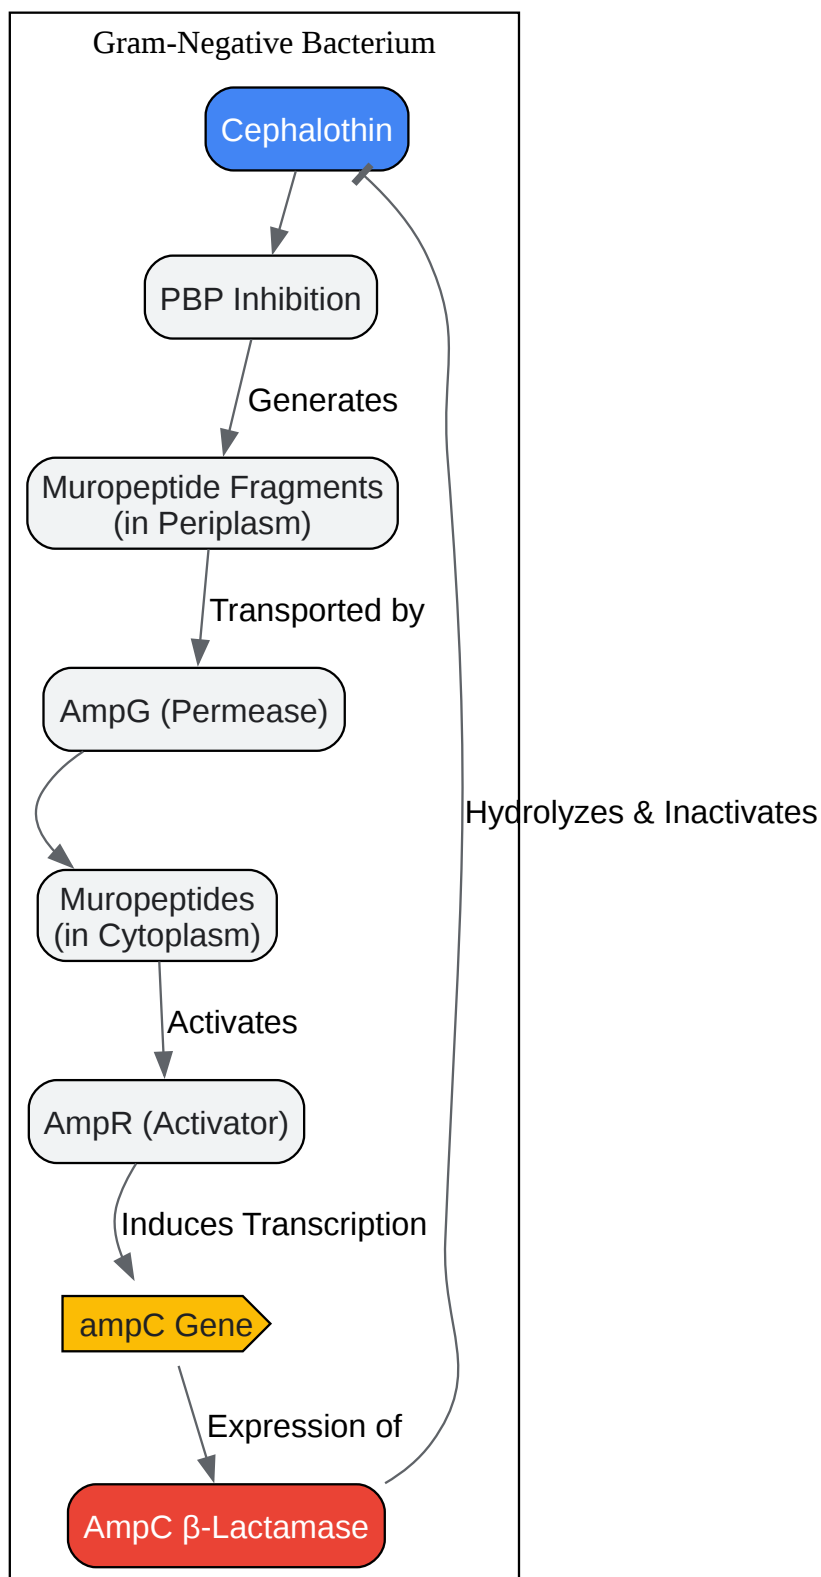 Gram-Negative Bacterium
Cephalothin
PBP Inhibition
Generates
Muropeptide Fragments
(in Periplasm)
Transported by
AmpG (Permease)
Hydrolyzes & Inactivates
Muropeptides
(in Cytoplasm)
Activates
AmpR (Activator)
Induces Transcription
ampC Gene
Expression of
AmpC β-Lactamase